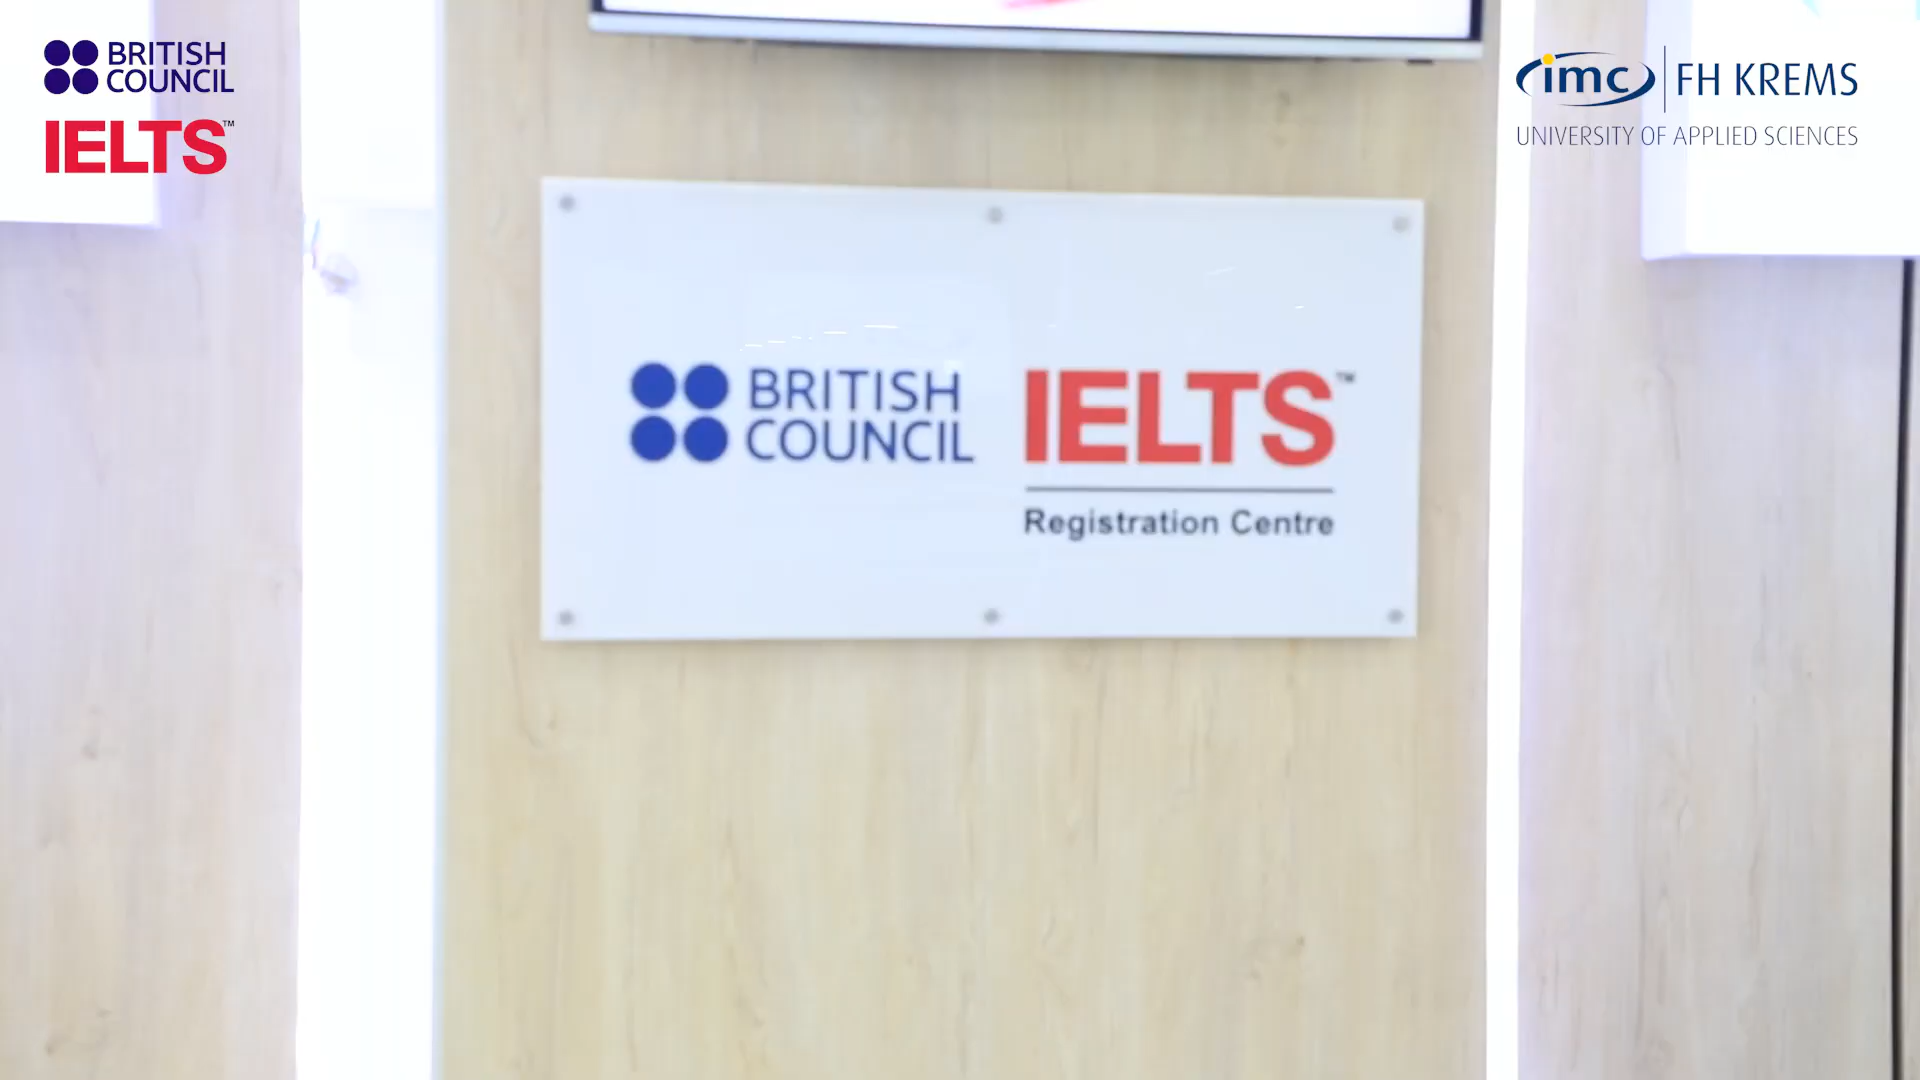 BRITISH
COUNCIL
IELTS™
imc FH KREMS
UNIVERSITY OF APPLIED SCIENCES
BRITISH
COUNCIL
IELTS™
Registration Centre